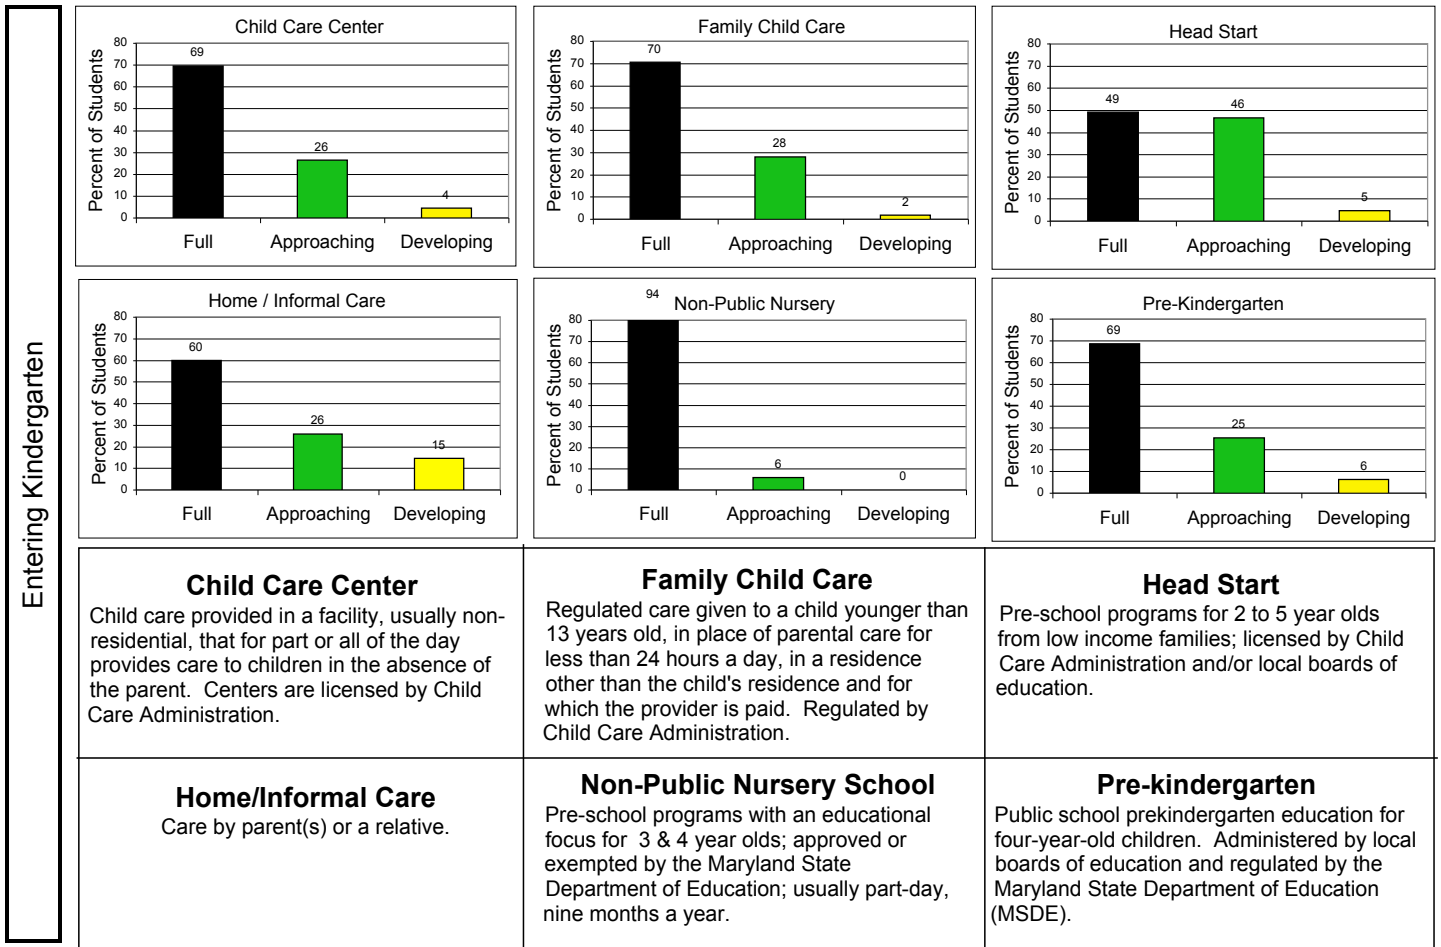 Entering Kindergarten
Child Care Center
Percent of Students
80
70
60
50
40
30
20
10
0
69
26
4
Full Approaching Developing
Family Child Care
Percent of Students
80
70
60
50
40
30
20
10
0
70
28
2
Full Approaching Developing
Head Start
Percent of Students
80
70
60
50
40
30
20
10
0
49
46
5
Full Approaching Developing
Home / Informal Care
Percent of Students
80
70
60
50
40
30
20
10
0
60
26
15
Full Approaching Developing
Non-Public Nursery
Percent of Students
80
70
60
50
40
30
20
10
0
94
6
0
Full Approaching Developing
Pre-Kindergarten
Percent of Students
80
70
60
50
40
30
20
10
0
69
25
6
Full Approaching Developing
Child Care Center
Child care provided in a facility, usually non-
residential, that for part or all of the day
provides care to children in the absence of
the parent. Centers are licensed by Child
Care Administration.
Family Child Care
Regulated care given to a child younger than
13 years old, in place of parental care for
less than 24 hours a day, in a residence
other than the child's residence and for
which the provider is paid. Regulated by
Child Care Administration.
Head Start
Pre-school programs for 2 to 5 year olds
from low income families; licensed by Child
Care Administration and/or local boards of
education.
Home/Informal Care
Care by parent(s) or a relative.
Non-Public Nursery School
Pre-school programs with an educational
focus for 3 & 4 year olds; approved or
exempted by the Maryland State
Department of Education; usually part-day,
nine months a year.
Pre-kindergarten
Public school prekindergarten education for
four-year-old children. Administered by local
boards of education and regulated by the
Maryland State Department of Education
(MSDE).